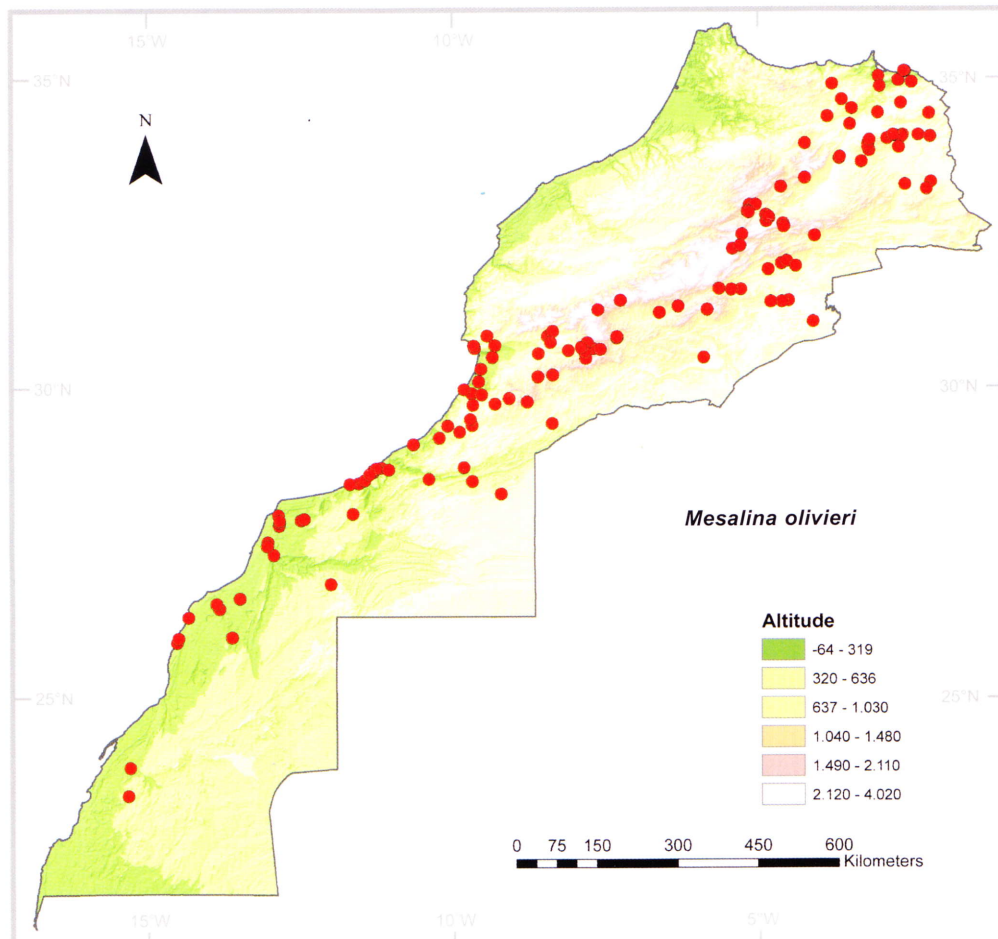 15°W
10°W
5°W
35°N
35°N
N
30°N
30°N
Mesalina olivieri
Altitude
-64 - 319
320 - 636
637 - 1.030
1.040 - 1.480
1.490 - 2.110
2.120 - 4.020
25°N
25°N
0 75 150 300 450 600
Kilometers
15°W
10°W
5°W